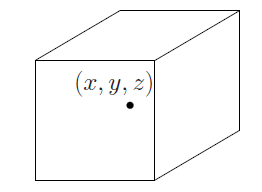 (x, y, z)